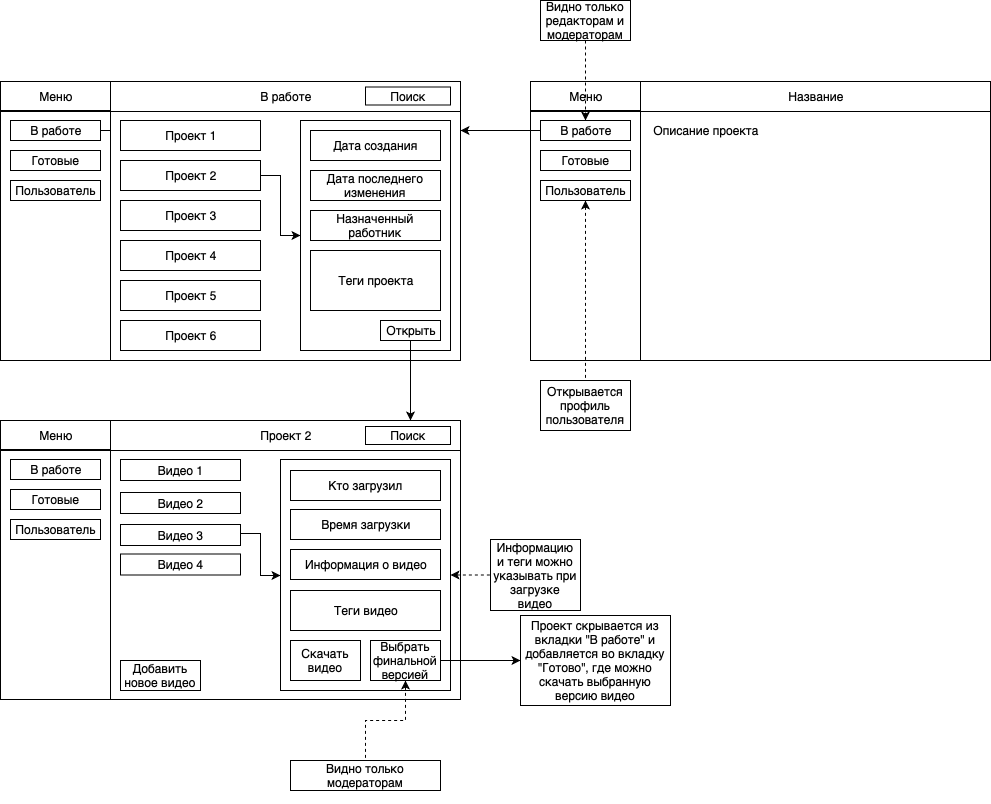 Видно только
редакторам и
модераторам
Меню
В работе
Поиск
В работе
Готовые
Пользователь
Проект 1
Проект 2
Проект 3
Проект 4
Проект 5
Проект 6
Дата создания
Дата последнего
изменения
Назначенный
работник
Теги проекта
Открыть
Меню
Название
В работе
Готовые
Пользователь
Описание проекта
Открывается
профиль
пользователя
Меню
Проект 2
Поиск
В работе
Готовые
Пользователь
Видео 1
Видео 2
Видео 3
Видео 4
Добавить
новое видео
Кто загрузил
Время загрузки
Информация о видео
Теги видео
Скачать
видео
Выбрать
финальной
версией
Информацию
и теги можно
указывать при
загрузке
видео
Проект скрывается из
вкладки "В работе" и
добавляется во вкладку
"Готово", где можно
скачать выбранную
версию видео
Видно только
модераторам